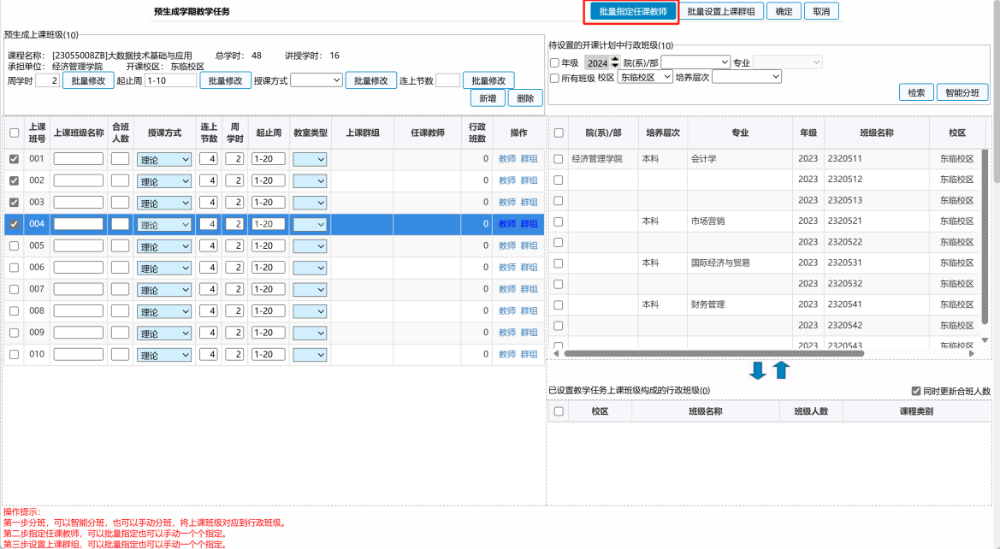 预生成学期教学任务
批量指定任课教师 批量设置上课群组 确定 取消
预生成上课班级(10)
课程名称： [23055008ZB]大数据技术基础与应用 总学时： 48 讲授学时： 16
承担单位： 经济管理学院 开课校区： 东临校区
周学时 2 批量修改 起止周 1-10 批量修改 授课方式 批量修改 连上节数 批量修改
新增 删除
待设置的开课计划中行政班级(10)
年级 2024 院(系)/部 专业
所有班级 校区 东临校区 培养层次
检索 智能分班
上课班号 上课班级名称 合班人数 授课方式 连上节数 周学时 起止周 教室类型 上课群组 任课教师 行政班数 操作
001 理论 4 2 1-20 0 教师 群组
002 理论 4 2 1-20 0 教师 群组
003 理论 4 2 1-20 0 教师 群组
004 理论 4 2 1-20 0 教师 群组
005 理论 4 2 1-20 0 教师 群组
006 理论 4 2 1-20 0 教师 群组
007 理论 4 2 1-20 0 教师 群组
008 理论 4 2 1-20 0 教师 群组
009 理论 4 2 1-20 0 教师 群组
010 理论 4 2 1-20 0 教师 群组
院(系)/部 培养层次 专业 年级 班级名称 校区
经济管理学院 本科 会计学 2023 2320511 东临校区
2023 2320512 东临校区
2023 2320513 东临校区
本科 市场营销 2023 2320521 东临校区
2023 2320522 东临校区
本科 国际经济与贸易 2023 2320531 东临校区
2023 2320532 东临校区
本科 财务管理 2023 2320541 东临校区
2023 2320542 东临校区
2023 2320543 东临校区
已设置教学任务上课班级构成的行政班级(0) 同时更新合班人数
校区 班级名称 班级人数 课程类别
操作提示：
第一步分班，可以智能分班，也可以手动分班，将上课班级对应到行政班级。
第二步指定任课教师，可以批量指定也可以手动一个个指定。
第三步设置上课群组，可以批量指定也可以手动一个个指定。